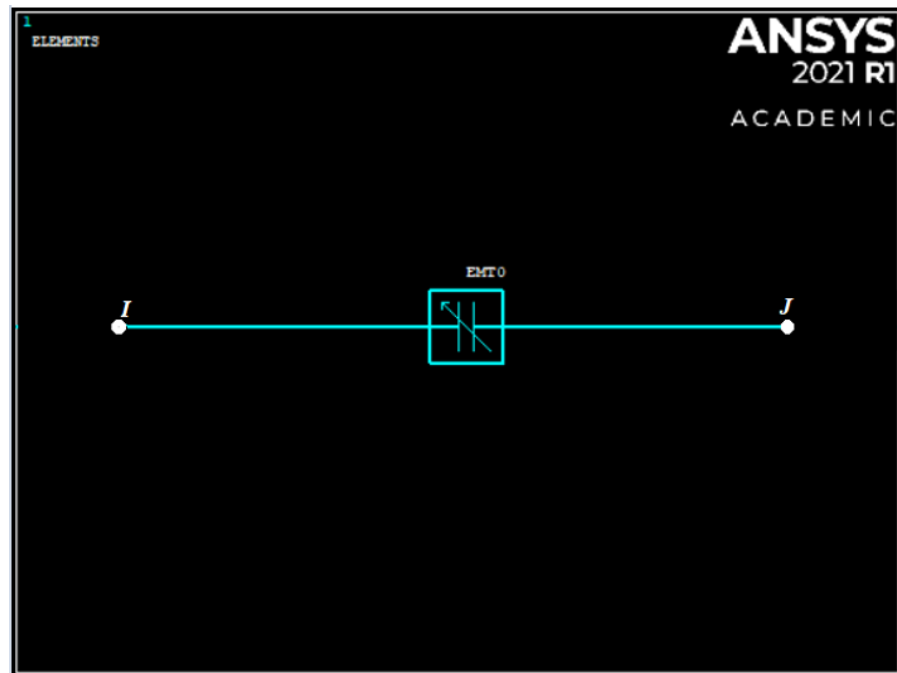 1
ELEMENTS
ANSYS
2021 R1
ACADEMIC
EMT0
I
J